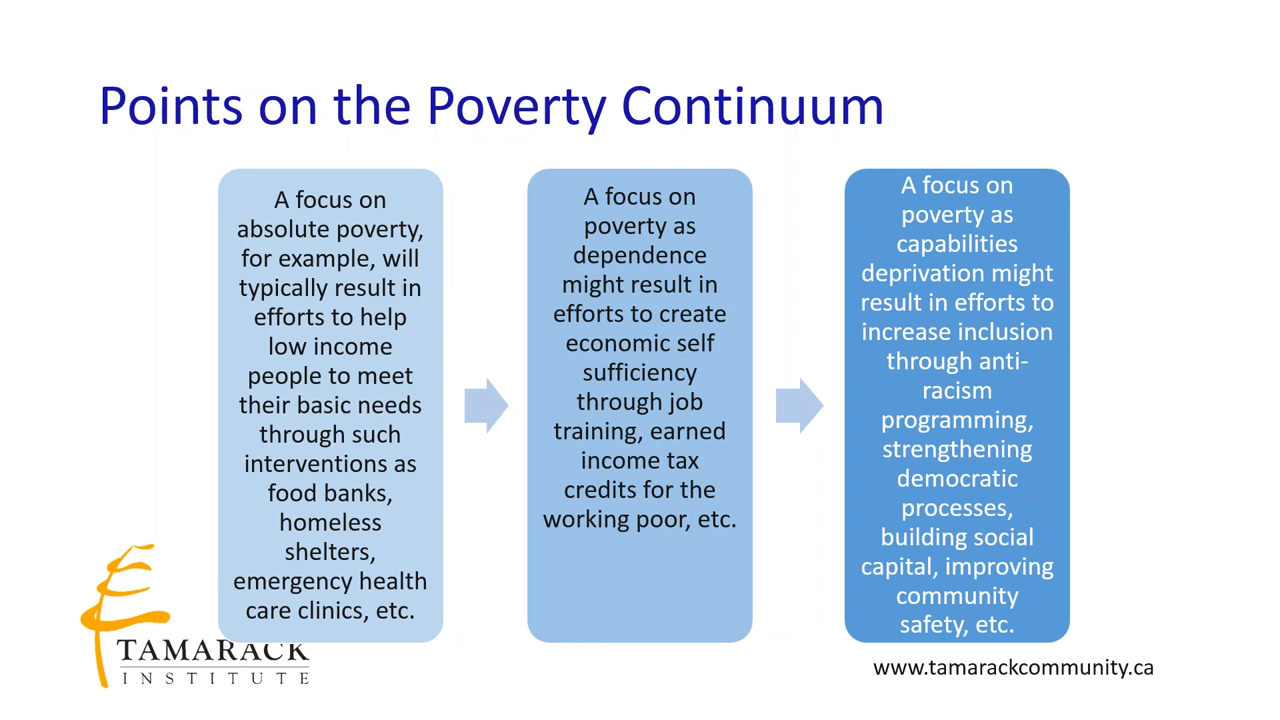 Points on the Poverty Continuum
A focus on
absolute poverty,
for example, will
typically result in
efforts to help
low income
people to meet
their basic needs
through such
interventions as
food banks,
homeless
shelters,
emergency health
care clinics, etc.
A focus on
poverty as
dependence
might result in
efforts to create
economic self
sufficiency
through job
training, earned
income tax
credits for the
working poor, etc.
A focus on
poverty as
capabilities
deprivation might
result in efforts to
increase inclusion
through anti-
racism
programming,
strengthening
democratic
processes,
building social
capital, improving
community
safety, etc.
TAMARACK
INSTITUTE
www.tamarackcommunity.ca